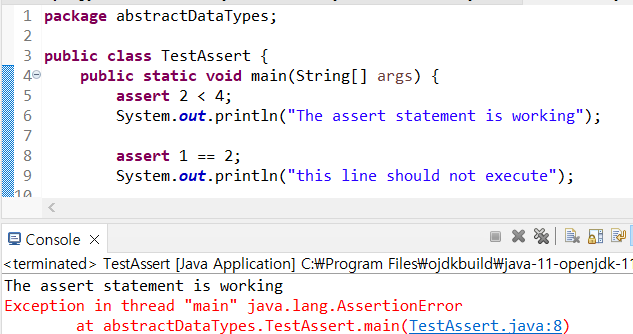 1 package abstractDataTypes;
2
3 public class TestAssert {
4 public static void main(String[] args) {
5 assert 2 < 4;
6 System.out.println("The assert statement is working");
7
8 assert 1 == 2;
9 System.out.println("this line should not execute");
10
Console
<terminated> TestAssert [Java Application] C:₩Program Files₩ojdkbuild₩java-11-openjdk-11
The assert statement is working
Exception in thread "main" java.lang.AssertionError
at abstractDataTypes.TestAssert.main(TestAssert.java:8)